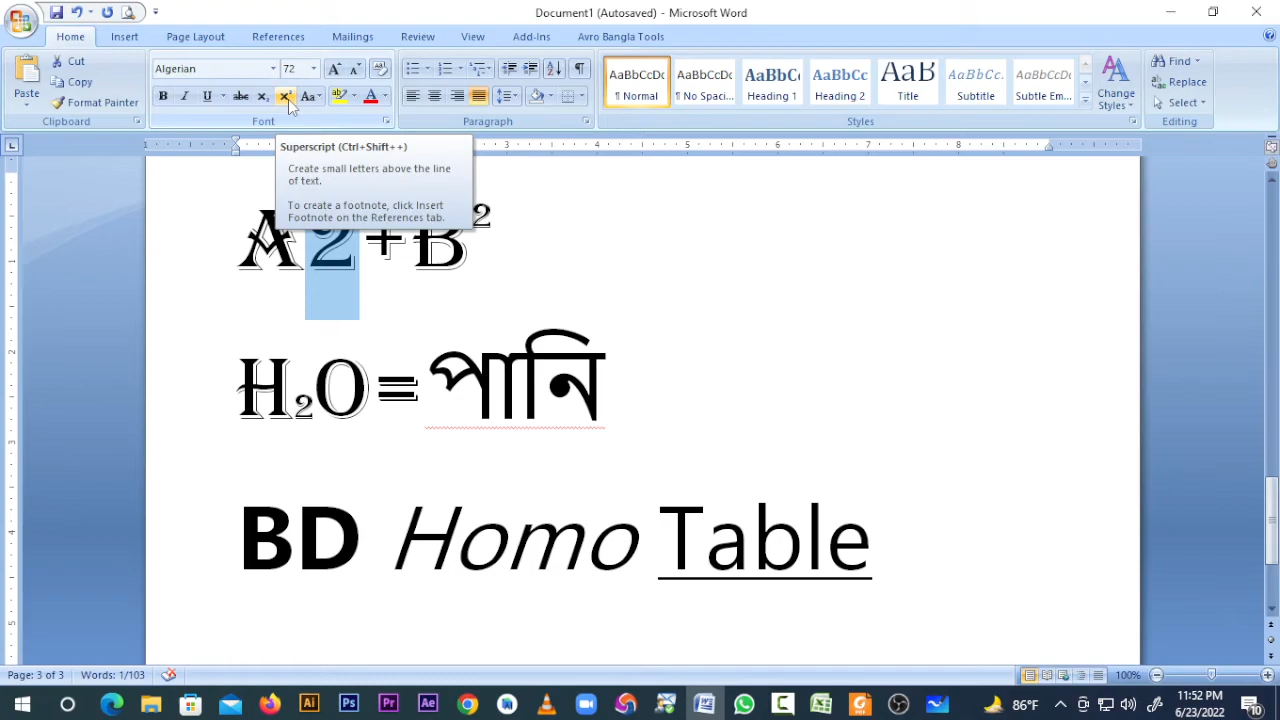 Document1 (Autosaved) - Microsoft Word
Home Insert Page Layout References Mailings Review View Add-Ins Avro Bangla Tools
Paste
Cut
Copy
Format Painter
Clipboard
Algerian 72
Font
Paragraph
AaBbCcDc AaBbCcDc AaBbCc AaBbCc AaB AaBbCc. AaBbCcDc
¶ Normal ¶ No Spaci... Heading 1 Heading 2 Title Subtitle Subtle Em...
Change Styles
Styles
Find
Replace
Select
Editing
Superscript (Ctrl+Shift++)
Create small letters above the line
of text.
To create a footnote, click Insert
Footnote on the References tab.
A2+B²
H₂O=পানি
BD Homo Table
Page: 3 of 3 Words: 1/103 100%
86°F 11:52 PM
6/23/2022